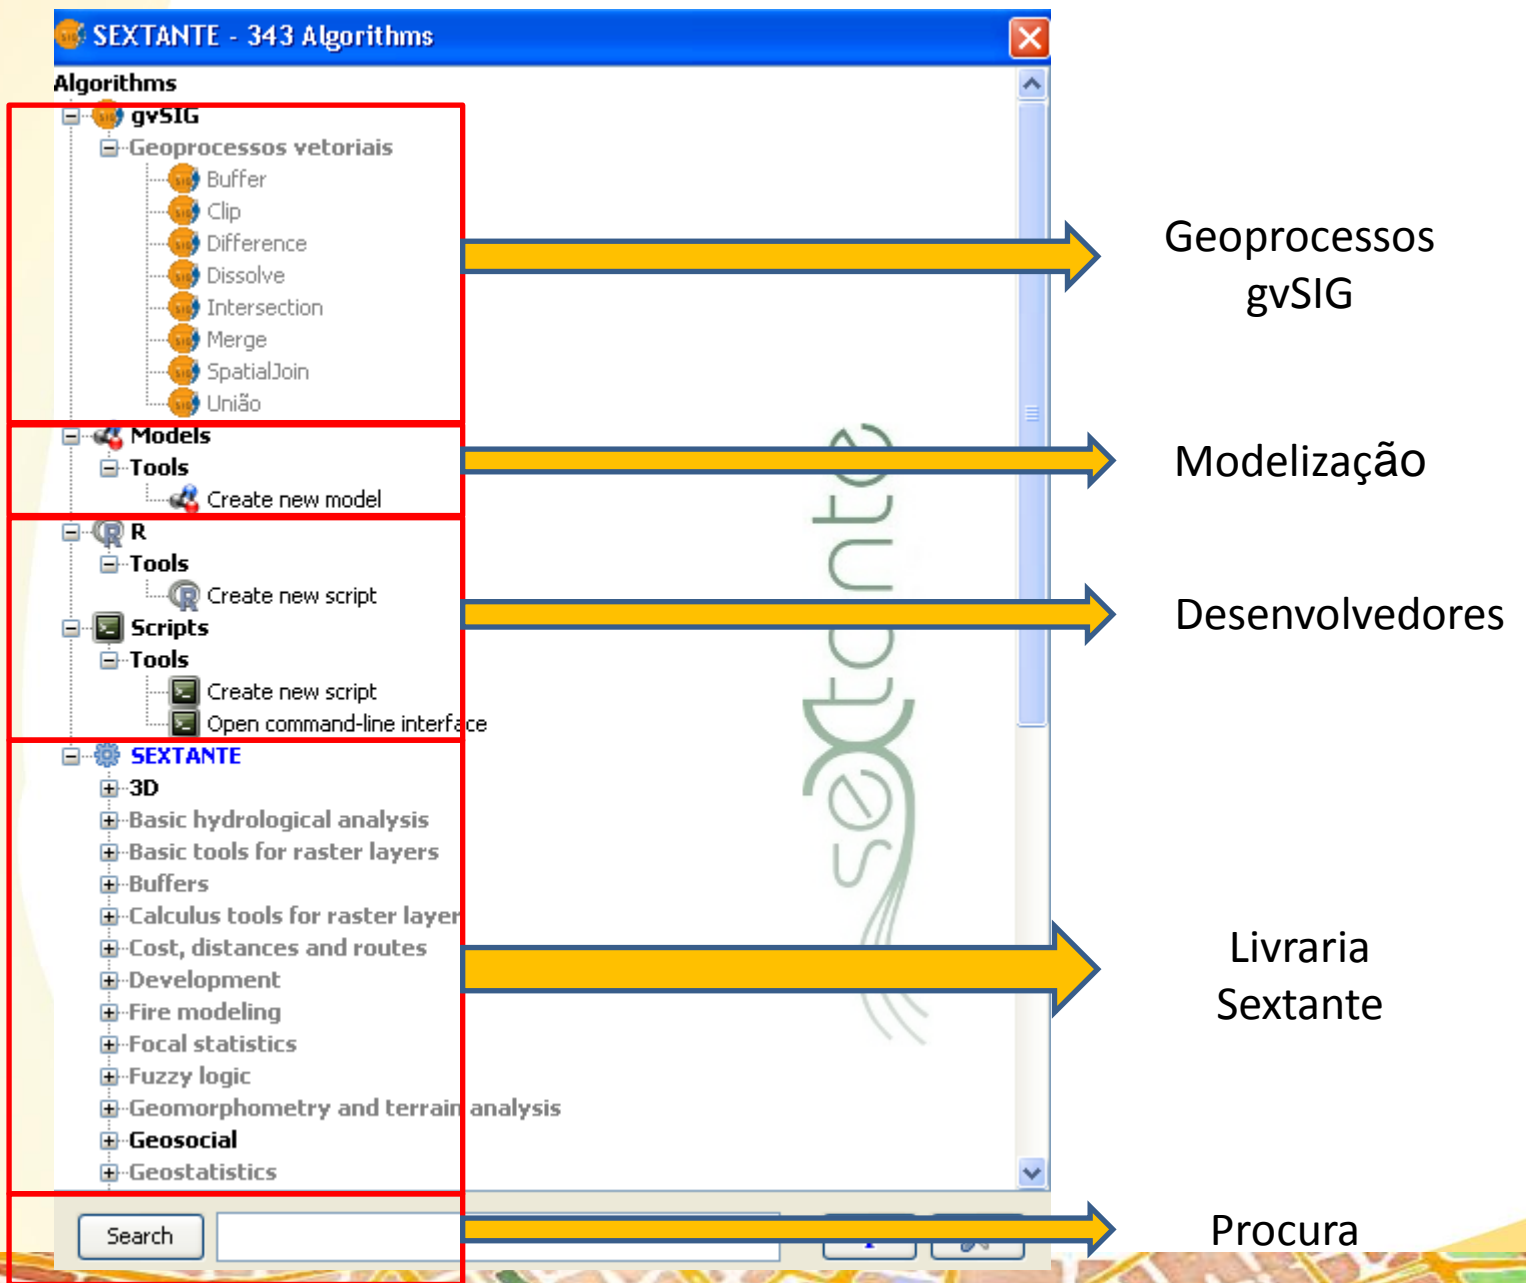 SEXTANTE - 343 Algorithms
Algorithms
gvSIG
Geoprocessos vetoriais
Buffer
Clip
Difference
Dissolve
Intersection
Merge
SpatialJoin
União
Models
Tools
Create new model
R
Tools
Create new script
Scripts
Tools
Create new script
Open command-line interface
SEXTANTE
3D
Basic hydrological analysis
Basic tools for raster layers
Buffers
Calculus tools for raster layer
Cost, distances and routes
Development
Fire modeling
Focal statistics
Fuzzy logic
Geomorphometry and terrain analysis
Geosocial
Geostatistics
Search
sextante
Geoprocessos
gvSIG
Modelização
Desenvolvedores
Livraria
Sextante
Procura